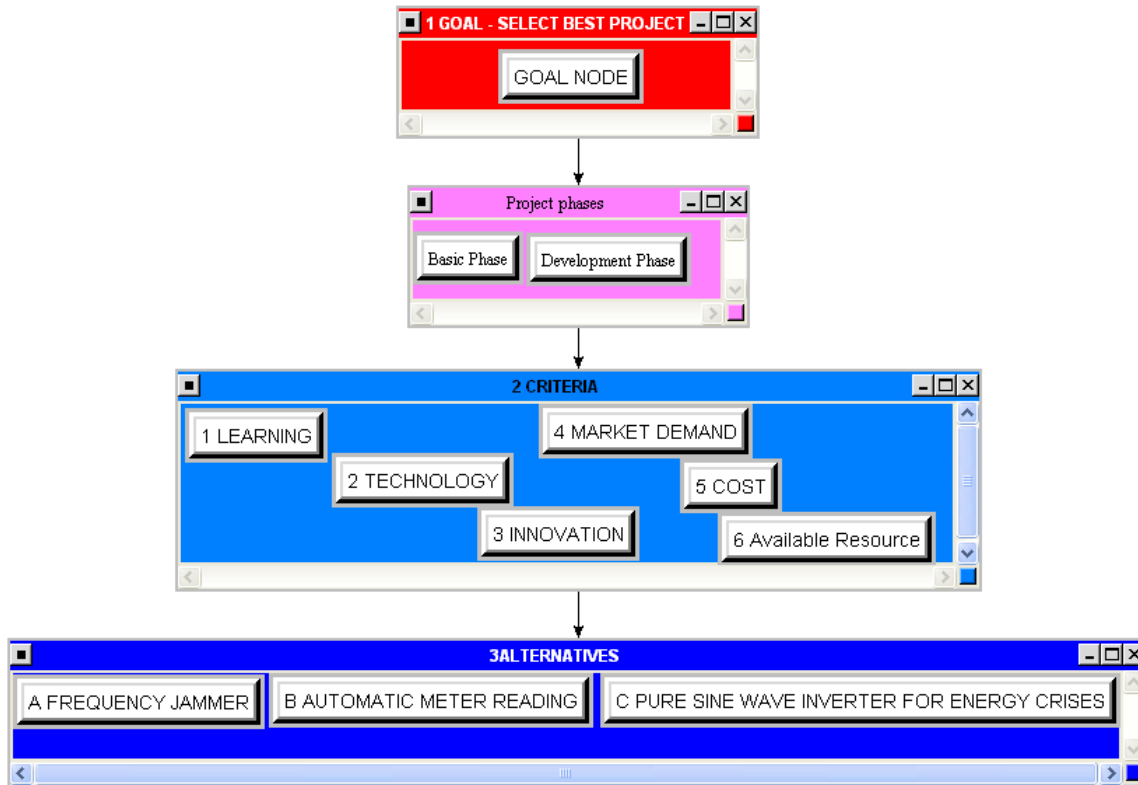 1 GOAL - SELECT BEST PROJECT
GOAL NODE
Project phases
Basic Phase
Development Phase
2 CRITERIA
1 LEARNING
4 MARKET DEMAND
2 TECHNOLOGY
5 COST
3 INNOVATION
6 Available Resource
3ALTERNATIVES
A FREQUENCY JAMMER
B AUTOMATIC METER READING
C PURE SINE WAVE INVERTER FOR ENERGY CRISES